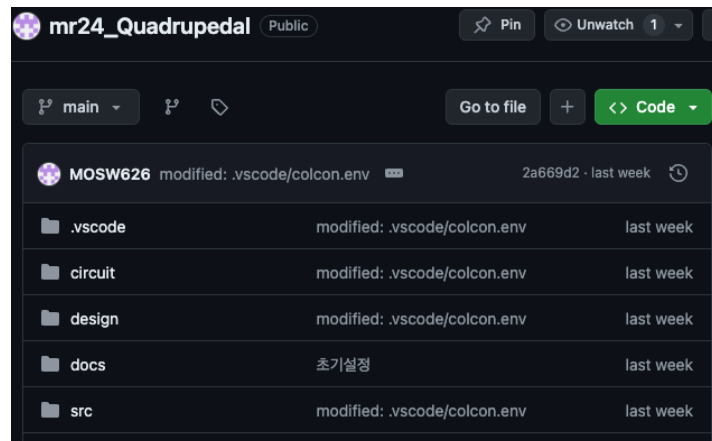 mr24_Quadrupedal Public Pin Unwatch 1
main Go to file + <> Code
MOSW626 modified: .vscode/colcon.env 2a669d2 · last week
.vscode modified: .vscode/colcon.env last week
circuit modified: .vscode/colcon.env last week
design modified: .vscode/colcon.env last week
docs 초기설정 last week
src modified: .vscode/colcon.env last week